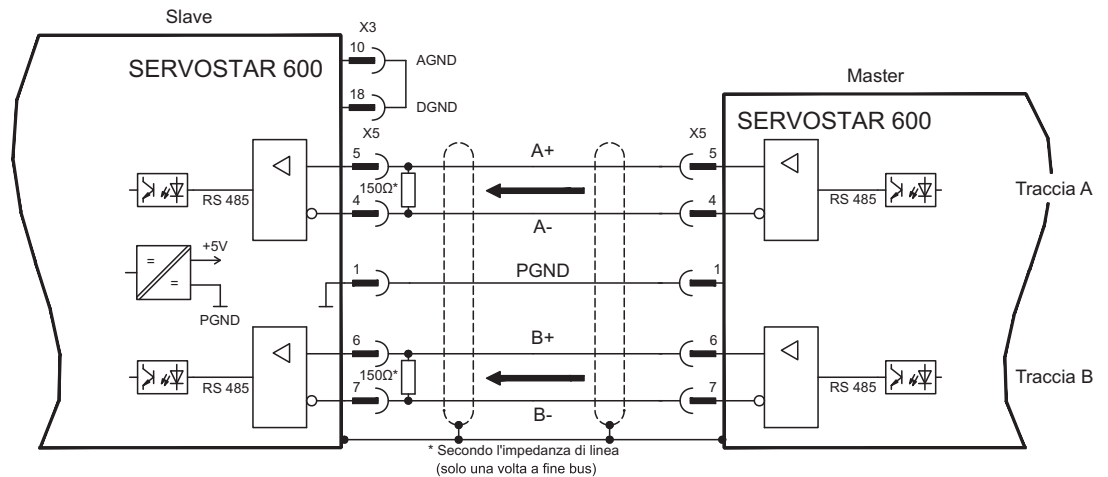 Slave
X3
10
AGND
SERVOSTAR 600
18
DGND
Master
SERVOSTAR 600
X5
X5
5
A+
5
150Ω*
RS 485
RS 485
Traccia A
4
A-
4
+5V
=
=
1
PGND
1
PGND
6
B+
6
150Ω*
RS 485
RS 485
Traccia B
7
B-
7
* Secondo l'impedanza di linea
(solo una volta a fine bus)